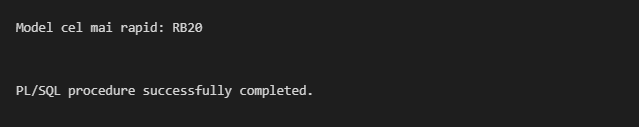 Model cel mai rapid: RB20
PL/SQL procedure successfully completed.